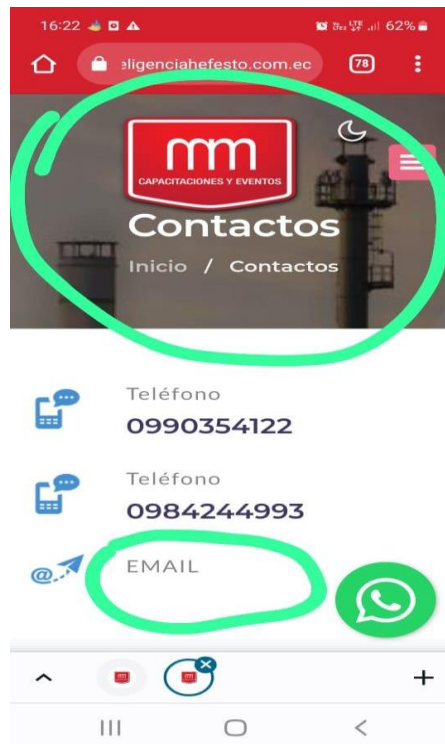 16:22
62%
eligenciahefesto.com.ec
78
mm
CAPACITACIONES Y EVENTOS
Contactos
Inicio / Contactos
Teléfono
0990354122
Teléfono
0984244993
@
EMAIL